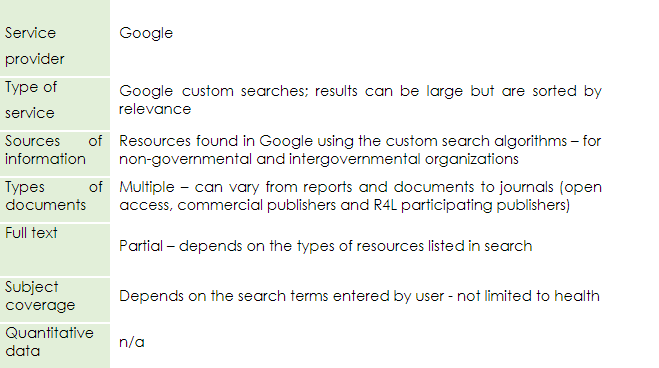 Service
provider
Google
Type of
service
Google custom searches; results can be large but are sorted by
relevance
Sources of
information
Resources found in Google using the custom search algorithms – for
non-governmental and intergovernmental organizations
Types of
documents
Multiple – can vary from reports and documents to journals (open
access, commercial publishers and R4L participating publishers)
Full text
Partial – depends on the types of resources listed in search
Subject
coverage
Depends on the search terms entered by user - not limited to health
Quantitative
data
n/a